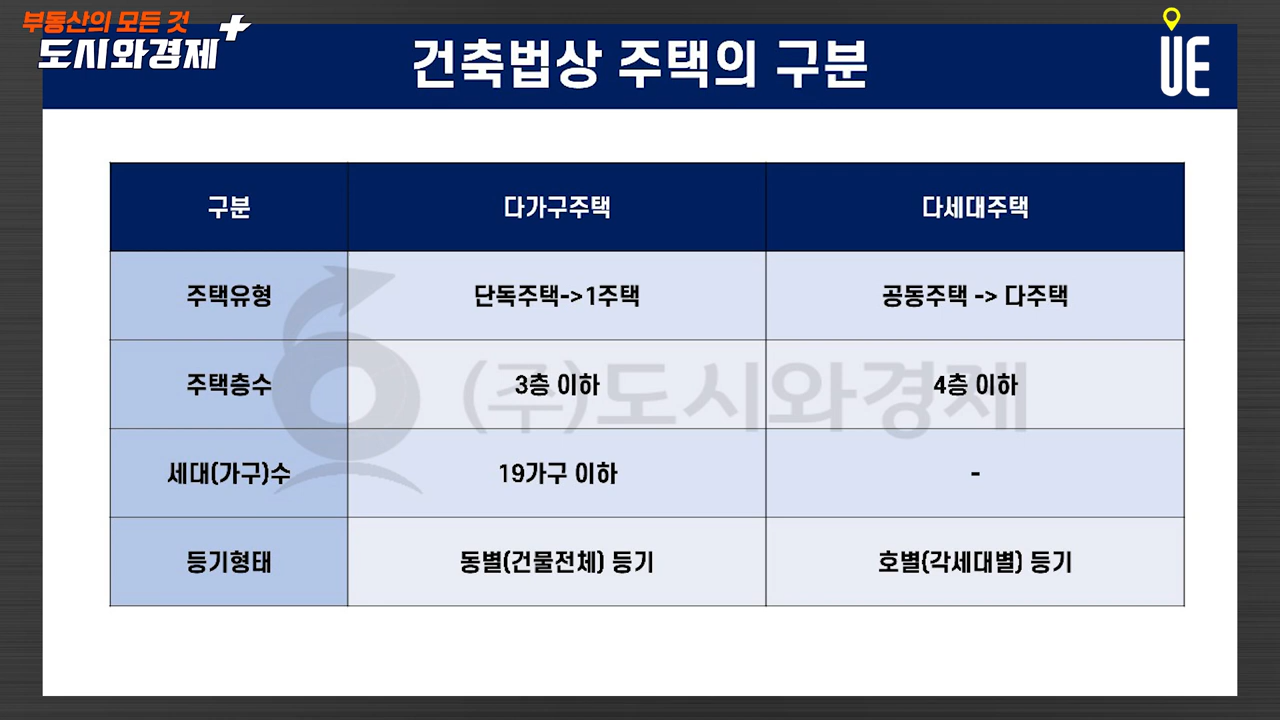 부동산의 모든 것
도시와경제+
건축법상 주택의 구분
UE
구분 다가구주택 다세대주택
주택유형 단독주택->1주택 공동주택 -> 다주택
주택층수 3층 이하 4층 이하
세대(가구)수 19가구 이하 -
등기형태 동별(건물전체) 등기 호별(각세대별) 등기
(주)도시와경제